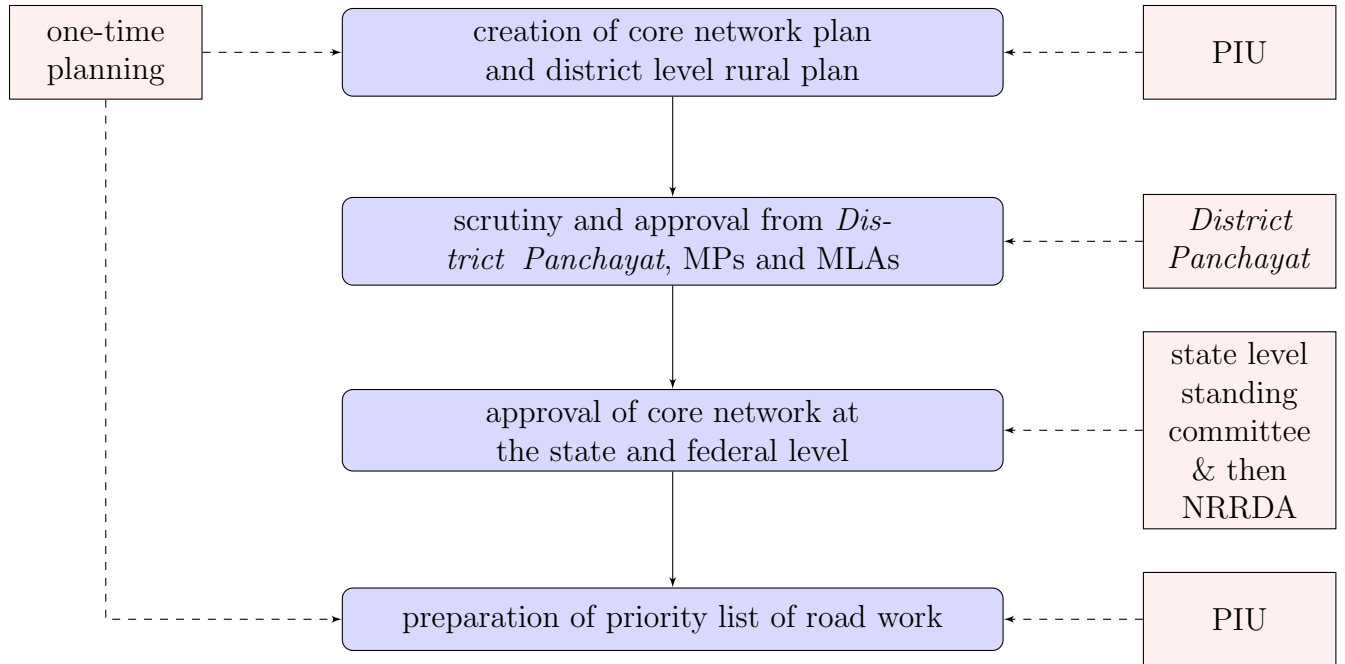 one-time
planning
creation of core network plan
and district level rural plan
PIU
scrutiny and approval from Dis-
trict Panchayat, MPs and MLAs
District
Panchayat
approval of core network at
the state and federal level
state level
standing
committee
& then
NRRDA
preparation of priority list of road work
PIU